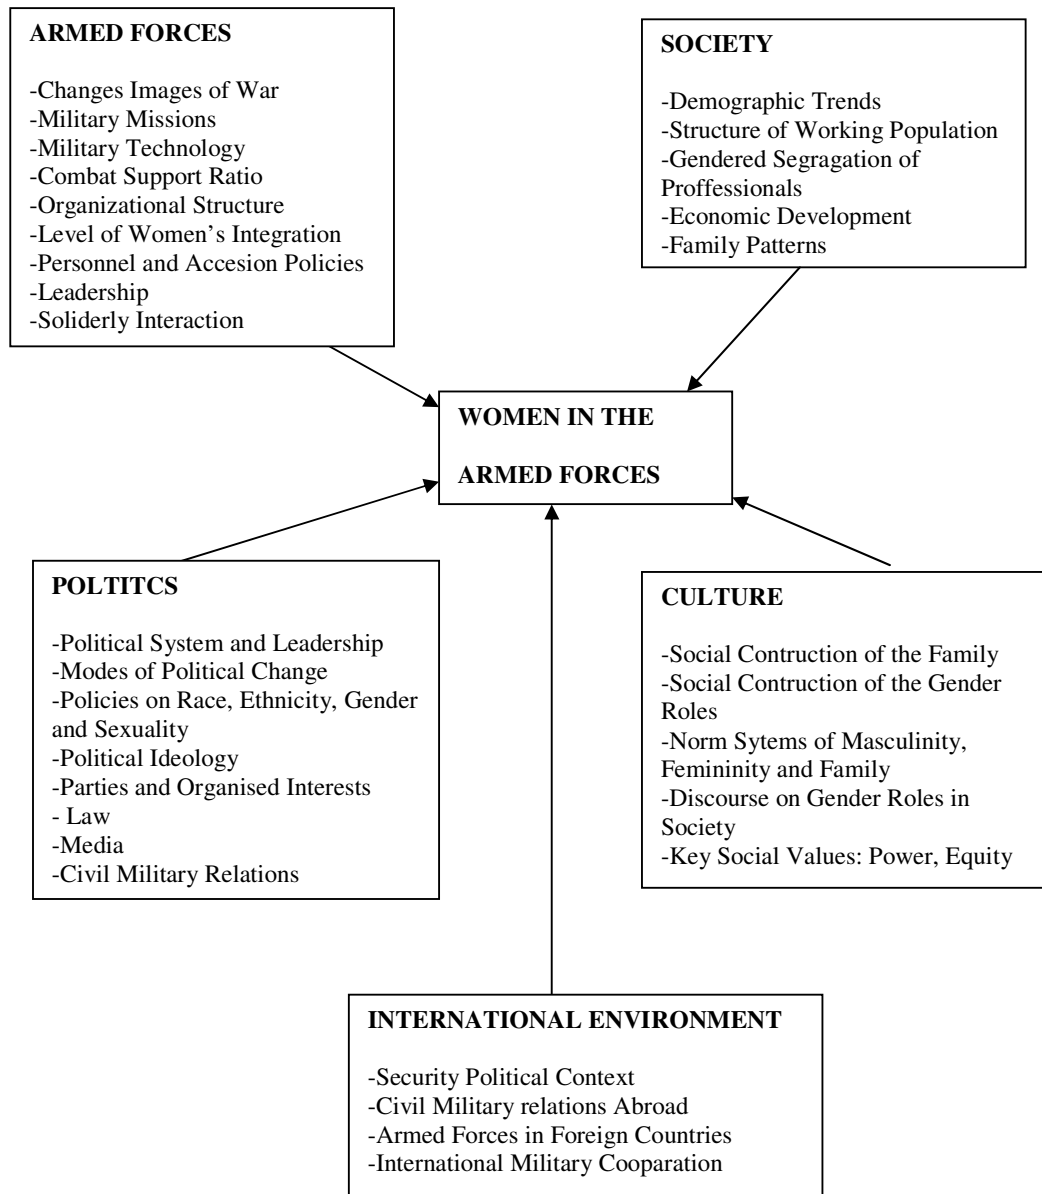 ARMED FORCES
-Changes Images of War
-Military Missions
-Military Technology
-Combat Support Ratio
-Organizational Structure
-Level of Women's Integration
-Personnel and Accesion Policies
-Leadership
-Soliderly Interaction
SOCIETY
-Demographic Trends
-Structure of Working Population
-Gendered Segragation of
Proffessionals
-Economic Development
-Family Patterns
WOMEN IN THE
ARMED FORCES
POLTITCS
-Political System and Leadership
-Modes of Political Change
-Policies on Race, Ethnicity, Gender
and Sexuality
-Political Ideology
-Parties and Organised Interests
- Law
-Media
-Civil Military Relations
CULTURE
-Social Contruction of the Family
-Social Contruction of the Gender
Roles
-Norm Sytems of Masculinity,
Femininity and Family
-Discourse on Gender Roles in
Society
-Key Social Values: Power, Equity
INTERNATIONAL ENVIRONMENT
-Security Political Context
-Civil Military relations Abroad
-Armed Forces in Foreign Countries
-International Military Cooparation